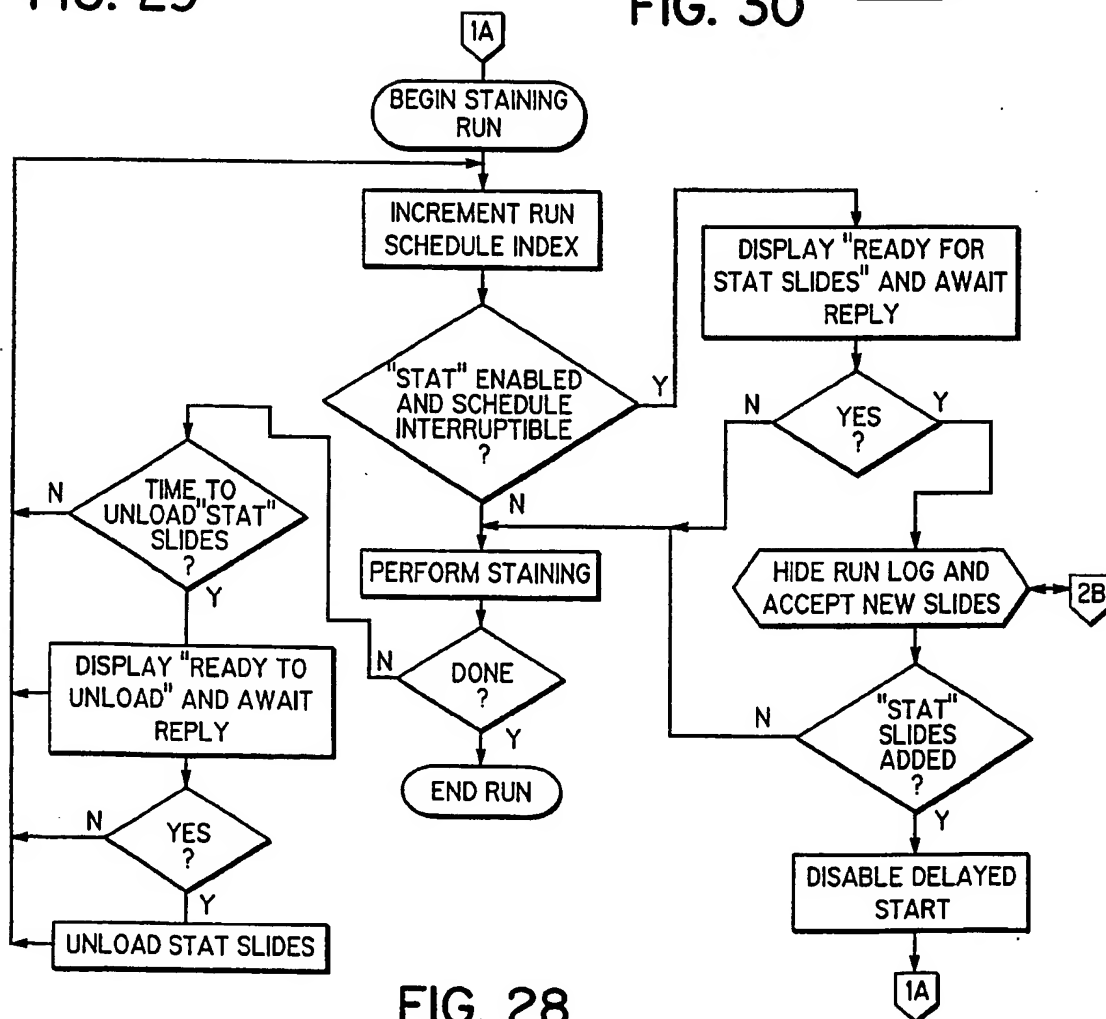 FIG. 29
FIG. 30
1A
BEGIN STAINING
RUN
INCREMENT RUN
SCHEDULE INDEX
"STAT" ENABLED
AND SCHEDULE
INTERRUPTIBLE
?
Y
N
DISPLAY "READY FOR
STAT SLIDES" AND AWAIT
REPLY
YES
?
N
Y
HIDE RUN LOG AND
ACCEPT NEW SLIDES
2B
"STAT"
SLIDES
ADDED
?
N
Y
DISABLE DELAYED
START
1A
PERFORM STAINING
DONE
?
N
Y
END RUN
TIME TO
UNLOAD"STAT"
SLIDES
?
N
Y
DISPLAY "READY TO
UNLOAD" AND AWAIT
REPLY
YES
?
N
Y
UNLOAD STAT SLIDES
FIG. 28